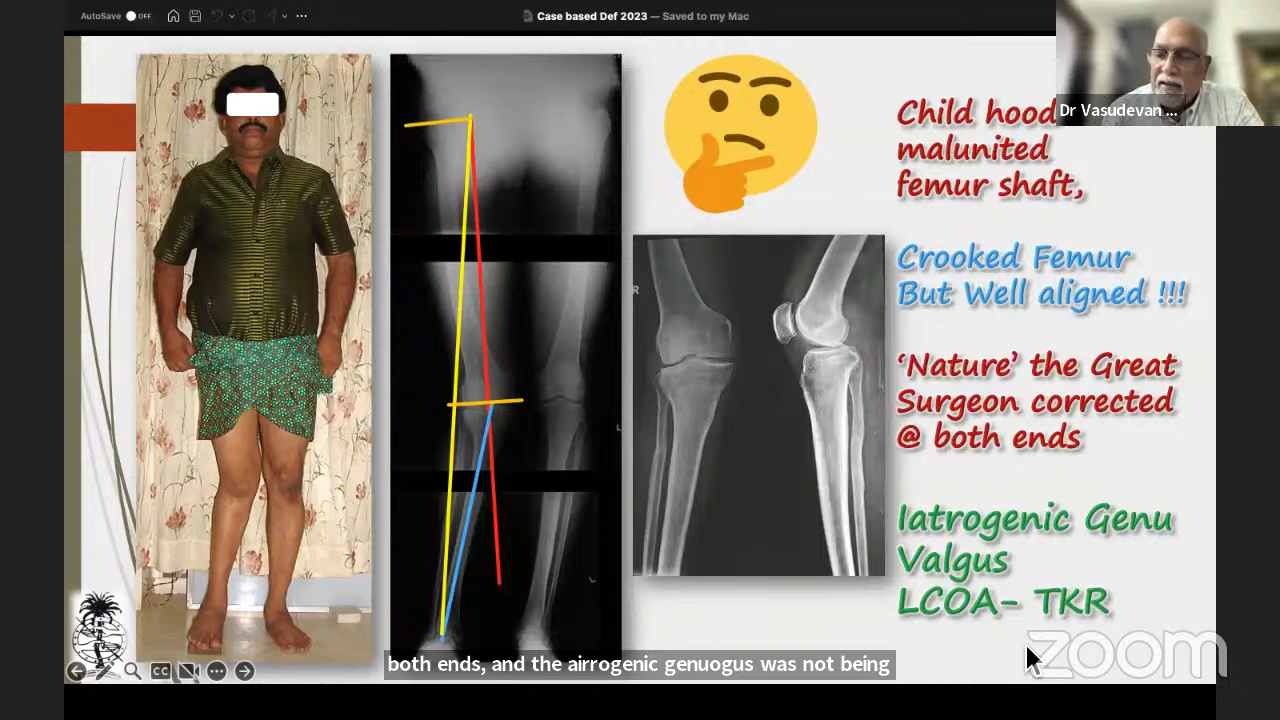 AutoSave OFF
Case based Def 2023 — Saved to my Mac
Dr Vasudevan ...
Child hood
malunited
femur shaft,
Crooked Femur
But Well aligned !!!
‘Nature’ the Great
Surgeon corrected
@ both ends
Iatrogenic Genu
Valgus
LCOA- TKR
R
L
L
CC
both ends, and the airrogenic genuogus was not being
zoom